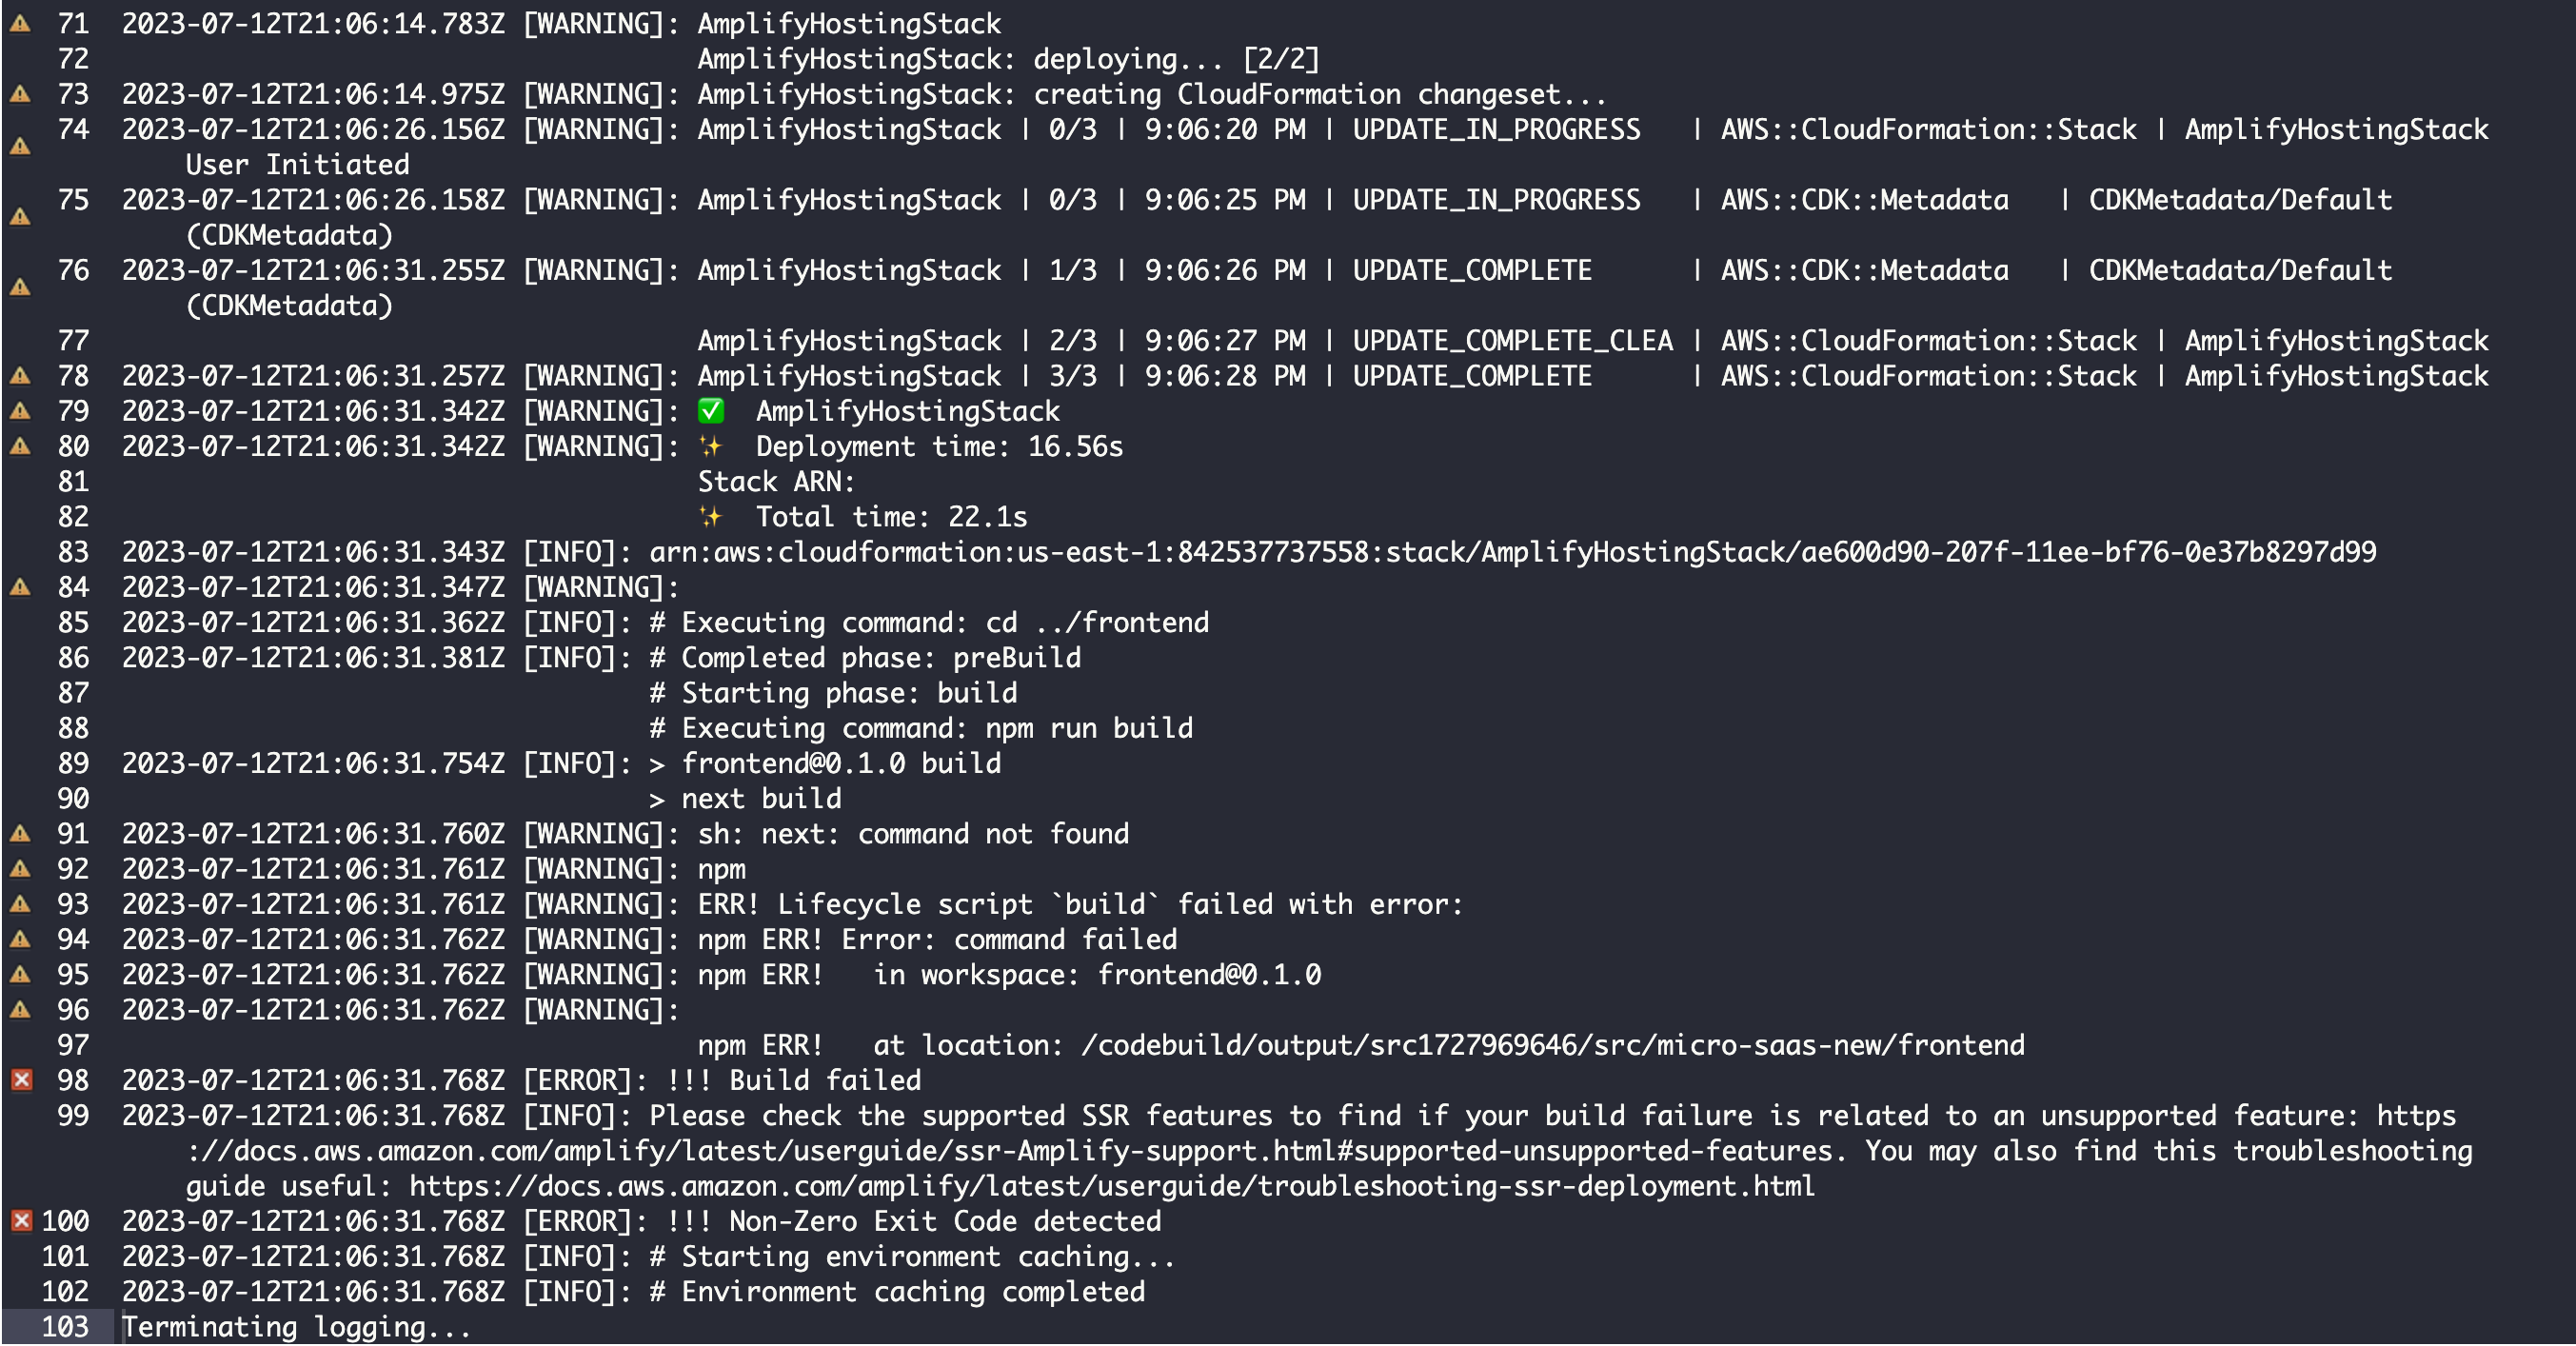 71 2023-07-12T21:06:14.783Z [WARNING]: AmplifyHostingStack
72 AmplifyHostingStack: deploying... [2/2]
73 2023-07-12T21:06:14.975Z [WARNING]: AmplifyHostingStack: creating CloudFormation changeset...
74 2023-07-12T21:06:26.156Z [WARNING]: AmplifyHostingStack | 0/3 | 9:06:20 PM | UPDATE_IN_PROGRESS | AWS::CloudFormation::Stack | AmplifyHostingStack
User Initiated
75 2023-07-12T21:06:26.158Z [WARNING]: AmplifyHostingStack | 0/3 | 9:06:25 PM | UPDATE_IN_PROGRESS | AWS::CDK::Metadata | CDKMetadata/Default
(CDKMetadata)
76 2023-07-12T21:06:31.255Z [WARNING]: AmplifyHostingStack | 1/3 | 9:06:26 PM | UPDATE_COMPLETE | AWS::CDK::Metadata | CDKMetadata/Default
(CDKMetadata)
77 AmplifyHostingStack | 2/3 | 9:06:27 PM | UPDATE_COMPLETE_CLEA | AWS::CloudFormation::Stack | AmplifyHostingStack
78 2023-07-12T21:06:31.257Z [WARNING]: AmplifyHostingStack | 3/3 | 9:06:28 PM | UPDATE_COMPLETE | AWS::CloudFormation::Stack | AmplifyHostingStack
79 2023-07-12T21:06:31.342Z [WARNING]: ✅ AmplifyHostingStack
80 2023-07-12T21:06:31.342Z [WARNING]: ✨ Deployment time: 16.56s
81 Stack ARN:
82 ✨ Total time: 22.1s
83 2023-07-12T21:06:31.343Z [INFO]: arn:aws:cloudformation:us-east-1:842537737558:stack/AmplifyHostingStack/ae600d90-207f-11ee-bf76-0e37b8297d99
84 2023-07-12T21:06:31.347Z [WARNING]:
85 2023-07-12T21:06:31.362Z [INFO]: # Executing command: cd ../frontend
86 2023-07-12T21:06:31.381Z [INFO]: # Completed phase: preBuild
87 # Starting phase: build
88 # Executing command: npm run build
89 2023-07-12T21:06:31.754Z [INFO]: > frontend@0.1.0 build
90 > next build
91 2023-07-12T21:06:31.760Z [WARNING]: sh: next: command not found
92 2023-07-12T21:06:31.761Z [WARNING]: npm
93 2023-07-12T21:06:31.761Z [WARNING]: ERR! Lifecycle script `build` failed with error:
94 2023-07-12T21:06:31.762Z [WARNING]: npm ERR! Error: command failed
95 2023-07-12T21:06:31.762Z [WARNING]: npm ERR!   in workspace: frontend@0.1.0
96 2023-07-12T21:06:31.762Z [WARNING]:
97 npm ERR!   at location: /codebuild/output/src1727969646/src/micro-saas-new/frontend
98 2023-07-12T21:06:31.768Z [ERROR]: !!! Build failed
99 2023-07-12T21:06:31.768Z [INFO]: Please check the supported SSR features to find if your build failure is related to an unsupported feature: https
://docs.aws.amazon.com/amplify/latest/userguide/ssr-Amplify-support.html#supported-unsupported-features. You may also find this troubleshooting
guide useful: https://docs.aws.amazon.com/amplify/latest/userguide/troubleshooting-ssr-deployment.html
100 2023-07-12T21:06:31.768Z [ERROR]: !!! Non-Zero Exit Code detected
101 2023-07-12T21:06:31.768Z [INFO]: # Starting environment caching...
102 2023-07-12T21:06:31.768Z [INFO]: # Environment caching completed
103 Terminating logging...